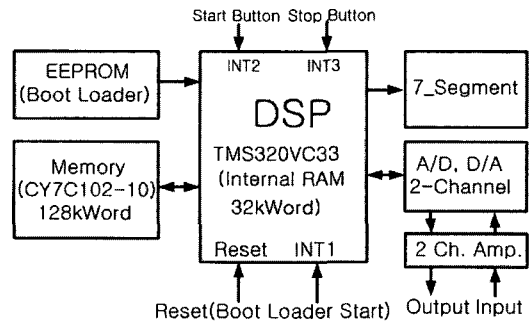 Start Button Stop Button
INT2 INT3
EEPROM
(Boot Loader)
DSP
7_Segment
TMS320VC33
(Internal RAM
32kWord)
Memory
(CY7C102-10)
128kWord
A/D, D/A
2-Channel
Reset INT1
2 Ch. Amp.
Reset(Boot Loader Start)
Output Input